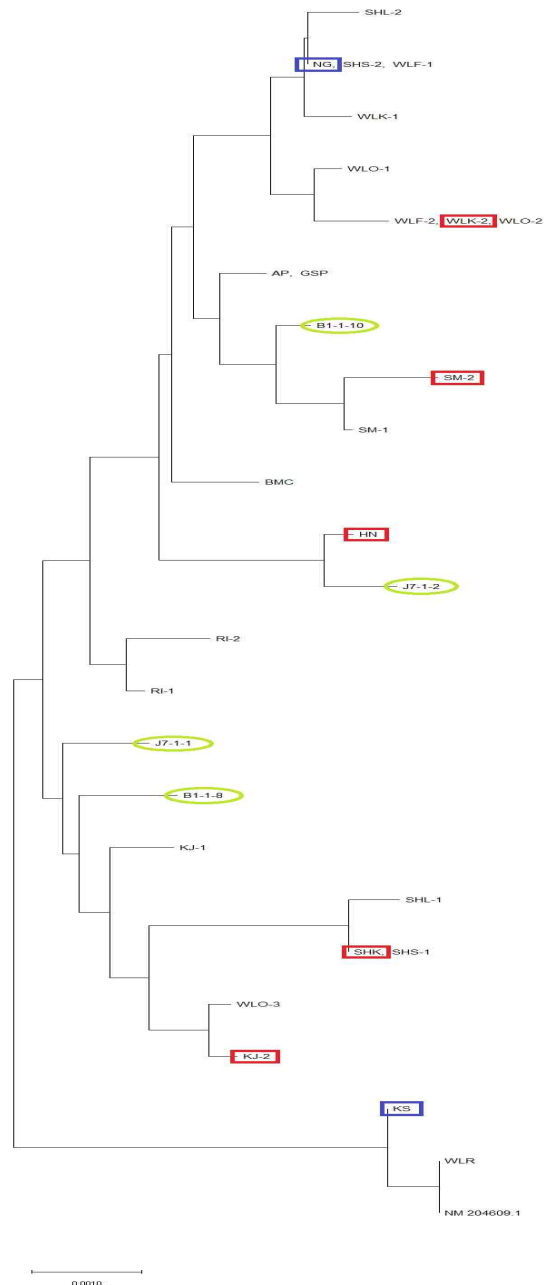 SHL-2
NG, SHS-2, WLF-1
WLK-1
WLO-1
WLF-2, WLK-2, WLO-2
AP, GSP
B1-1-10
SM-2
SM-1
BMC
HN
J7-1-2
RI-2
RI-1
J7-1-1
B1-1-8
KJ-1
SHL-1
SHK, SHS-1
WLO-3
KJ-2
KS
WLR
NM 204609.1
0.0010